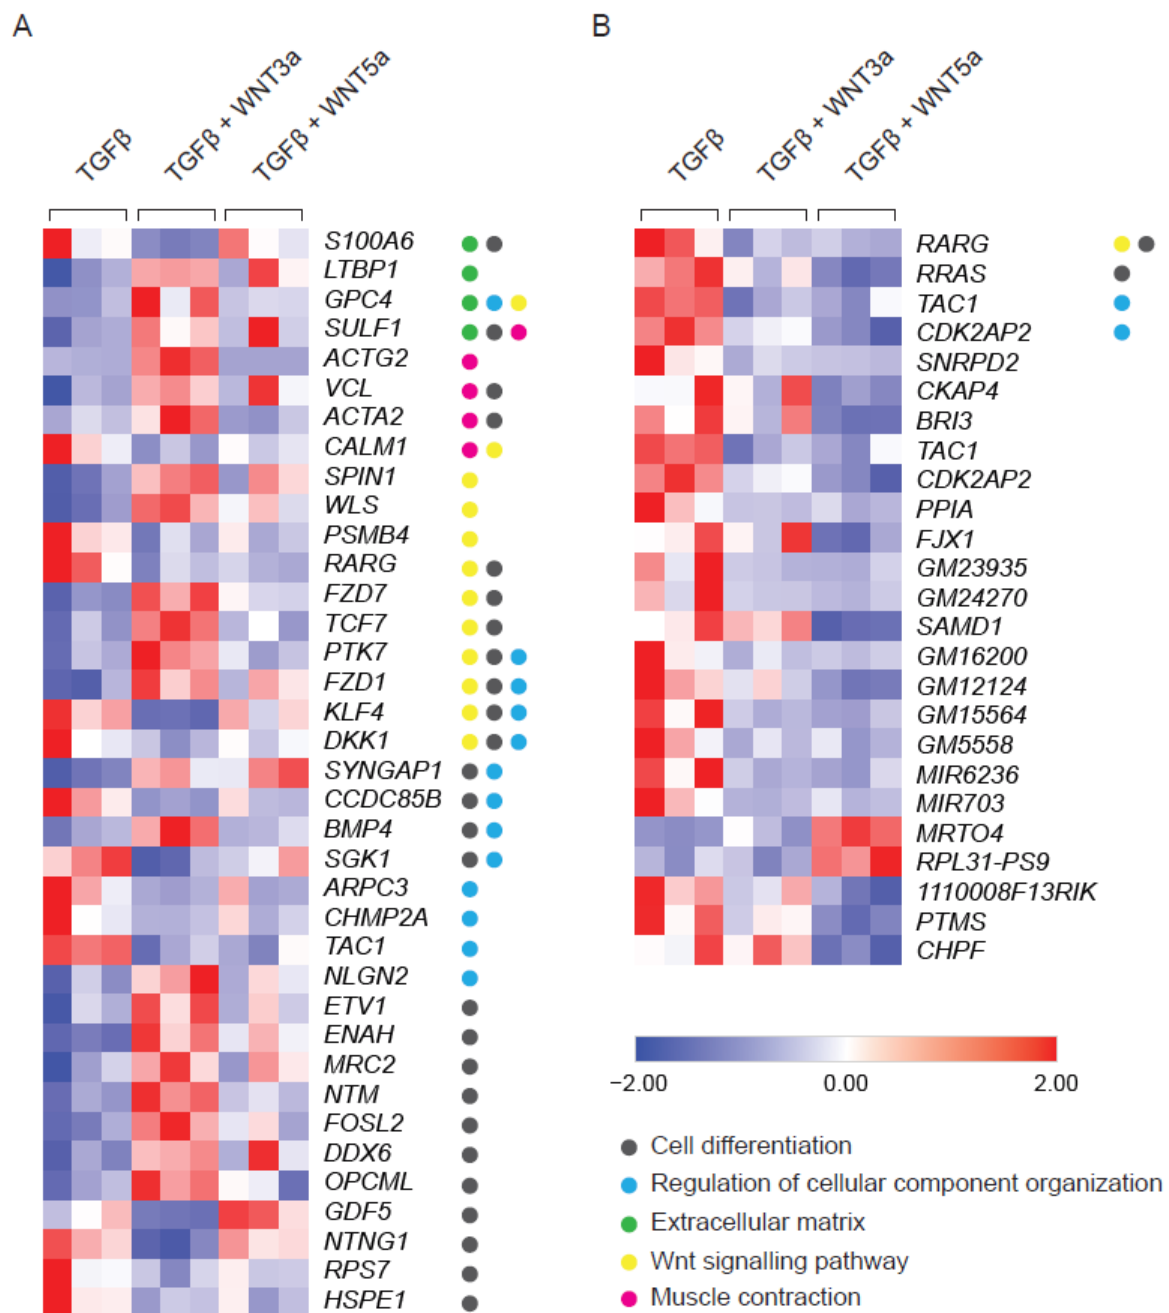 A
TGFβ
TGFβ + WNT3a
TGFβ + WNT5a
S100A6
LTBP1
GPC4
SULF1
ACTG2
VCL
ACTA2
CALM1
SPIN1
WLS
PSMB4
RARG
FZD7
TCF7
PTK7
FZD1
KLF4
DKK1
SYNGAP1
CCDC85B
BMP4
SGK1
ARPC3
CHMP2A
TAC1
NLGN2
ETV1
ENAH
MRC2
NTM
FOSL2
DDX6
OPCML
GDF5
NTNG1
RPS7
HSPE1
B
TGFβ
TGFβ + WNT3a
TGFβ + WNT5a
RARG
RRAS
TAC1
CDK2AP2
SNRPD2
CKAP4
BRI3
TAC1
CDK2AP2
PPIA
FJX1
GM23935
GM24270
SAMD1
GM16200
GM12124
GM15564
GM5558
MIR6236
MIR703
MRTO4
RPL31-PS9
1110008F13RIK
PTMS
CHPF
−2.00 0.00 2.00
Cell differentiation
Regulation of cellular component organization
Extracellular matrix
Wnt signalling pathway
Muscle contraction